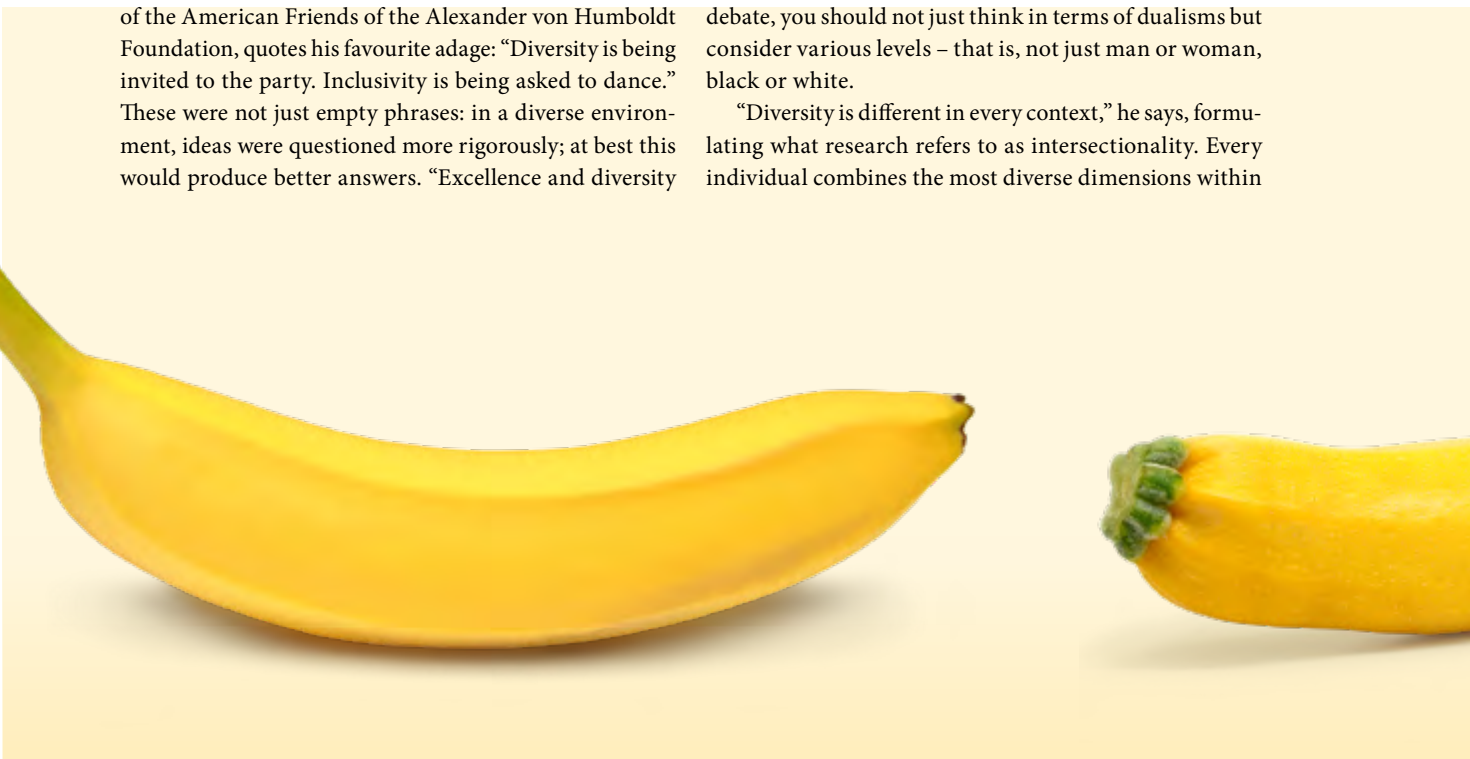 of the American Friends of the Alexander von Humboldt
Foundation, quotes his favourite adage: “Diversity is being
invited to the party. Inclusivity is being asked to dance.”
These were not just empty phrases: in a diverse environ-
ment, ideas were questioned more rigorously; at best this
would produce better answers. “Excellence and diversity
debate, you should not just think in terms of dualisms but
consider various levels – that is, not just man or woman,
black or white.
“Diversity is different in every context,” he says, formu-
lating what research refers to as intersectionality. Every
individual combines the most diverse dimensions within